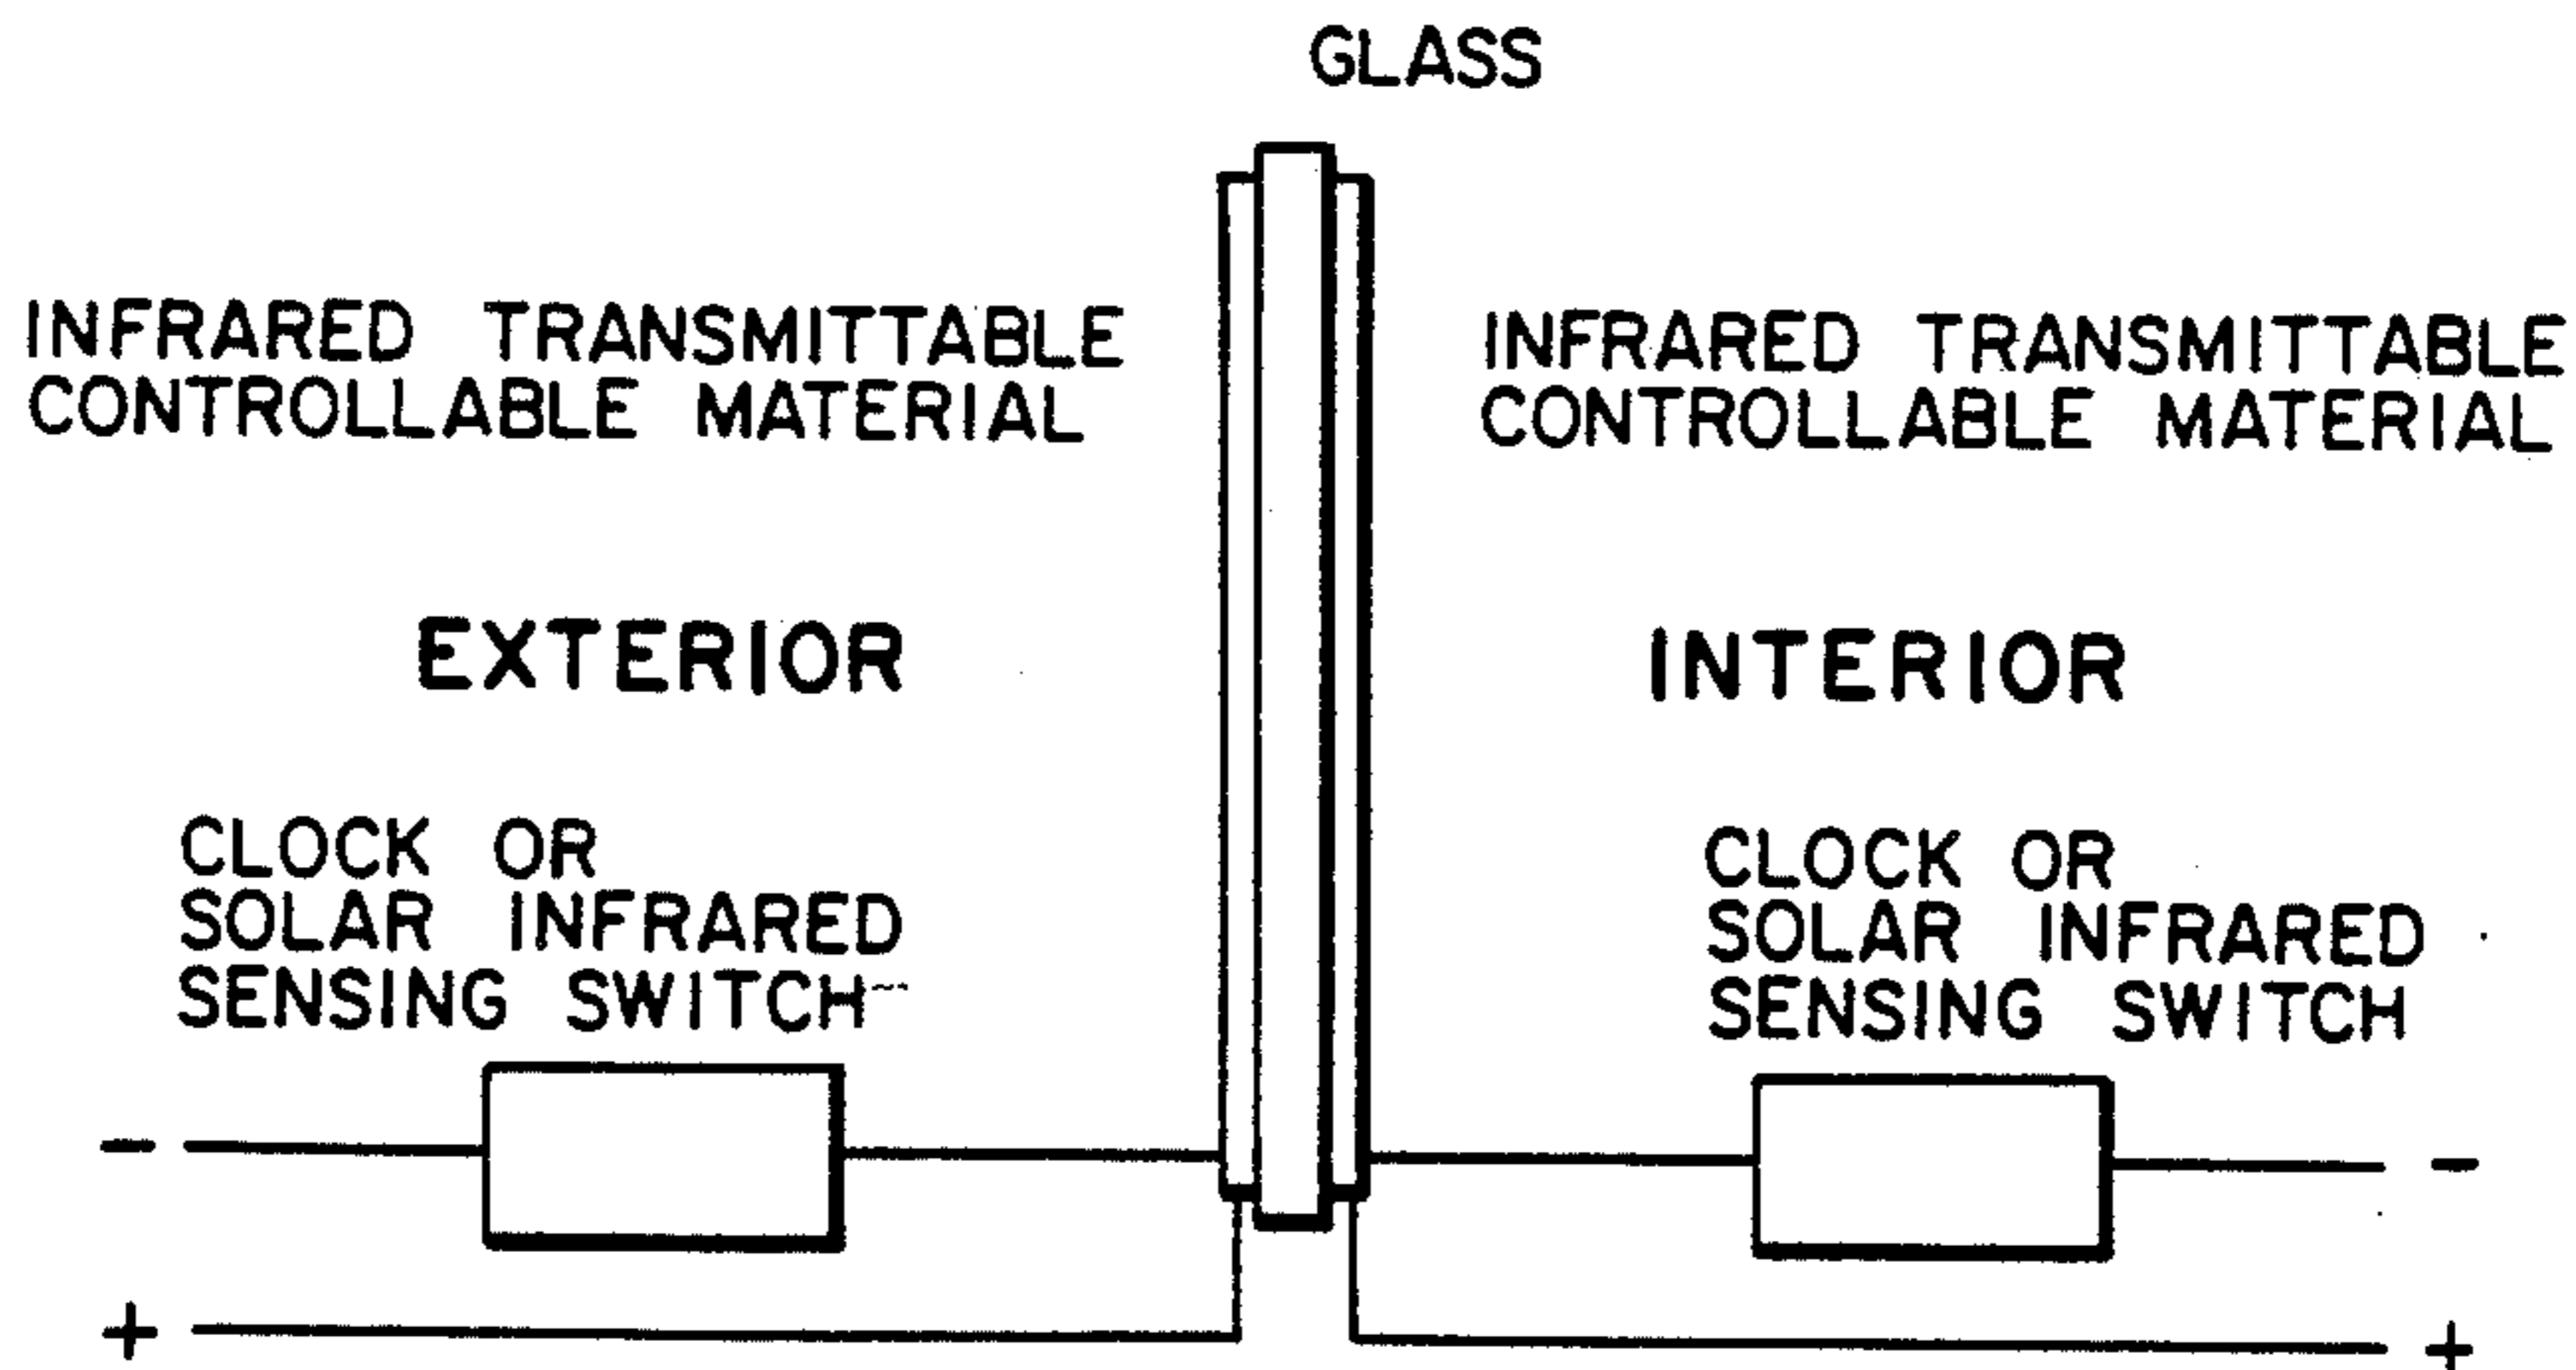 GLASS
INFRARED TRANSMITTABLE
CONTROLLABLE MATERIAL
INFRARED TRANSMITTABLE
CONTROLLABLE MATERIAL
EXTERIOR
INTERIOR
CLOCK OR
SOLAR INFRARED
SENSING SWITCH
CLOCK OR
SOLAR INFRARED
SENSING SWITCH
-
-
+
+